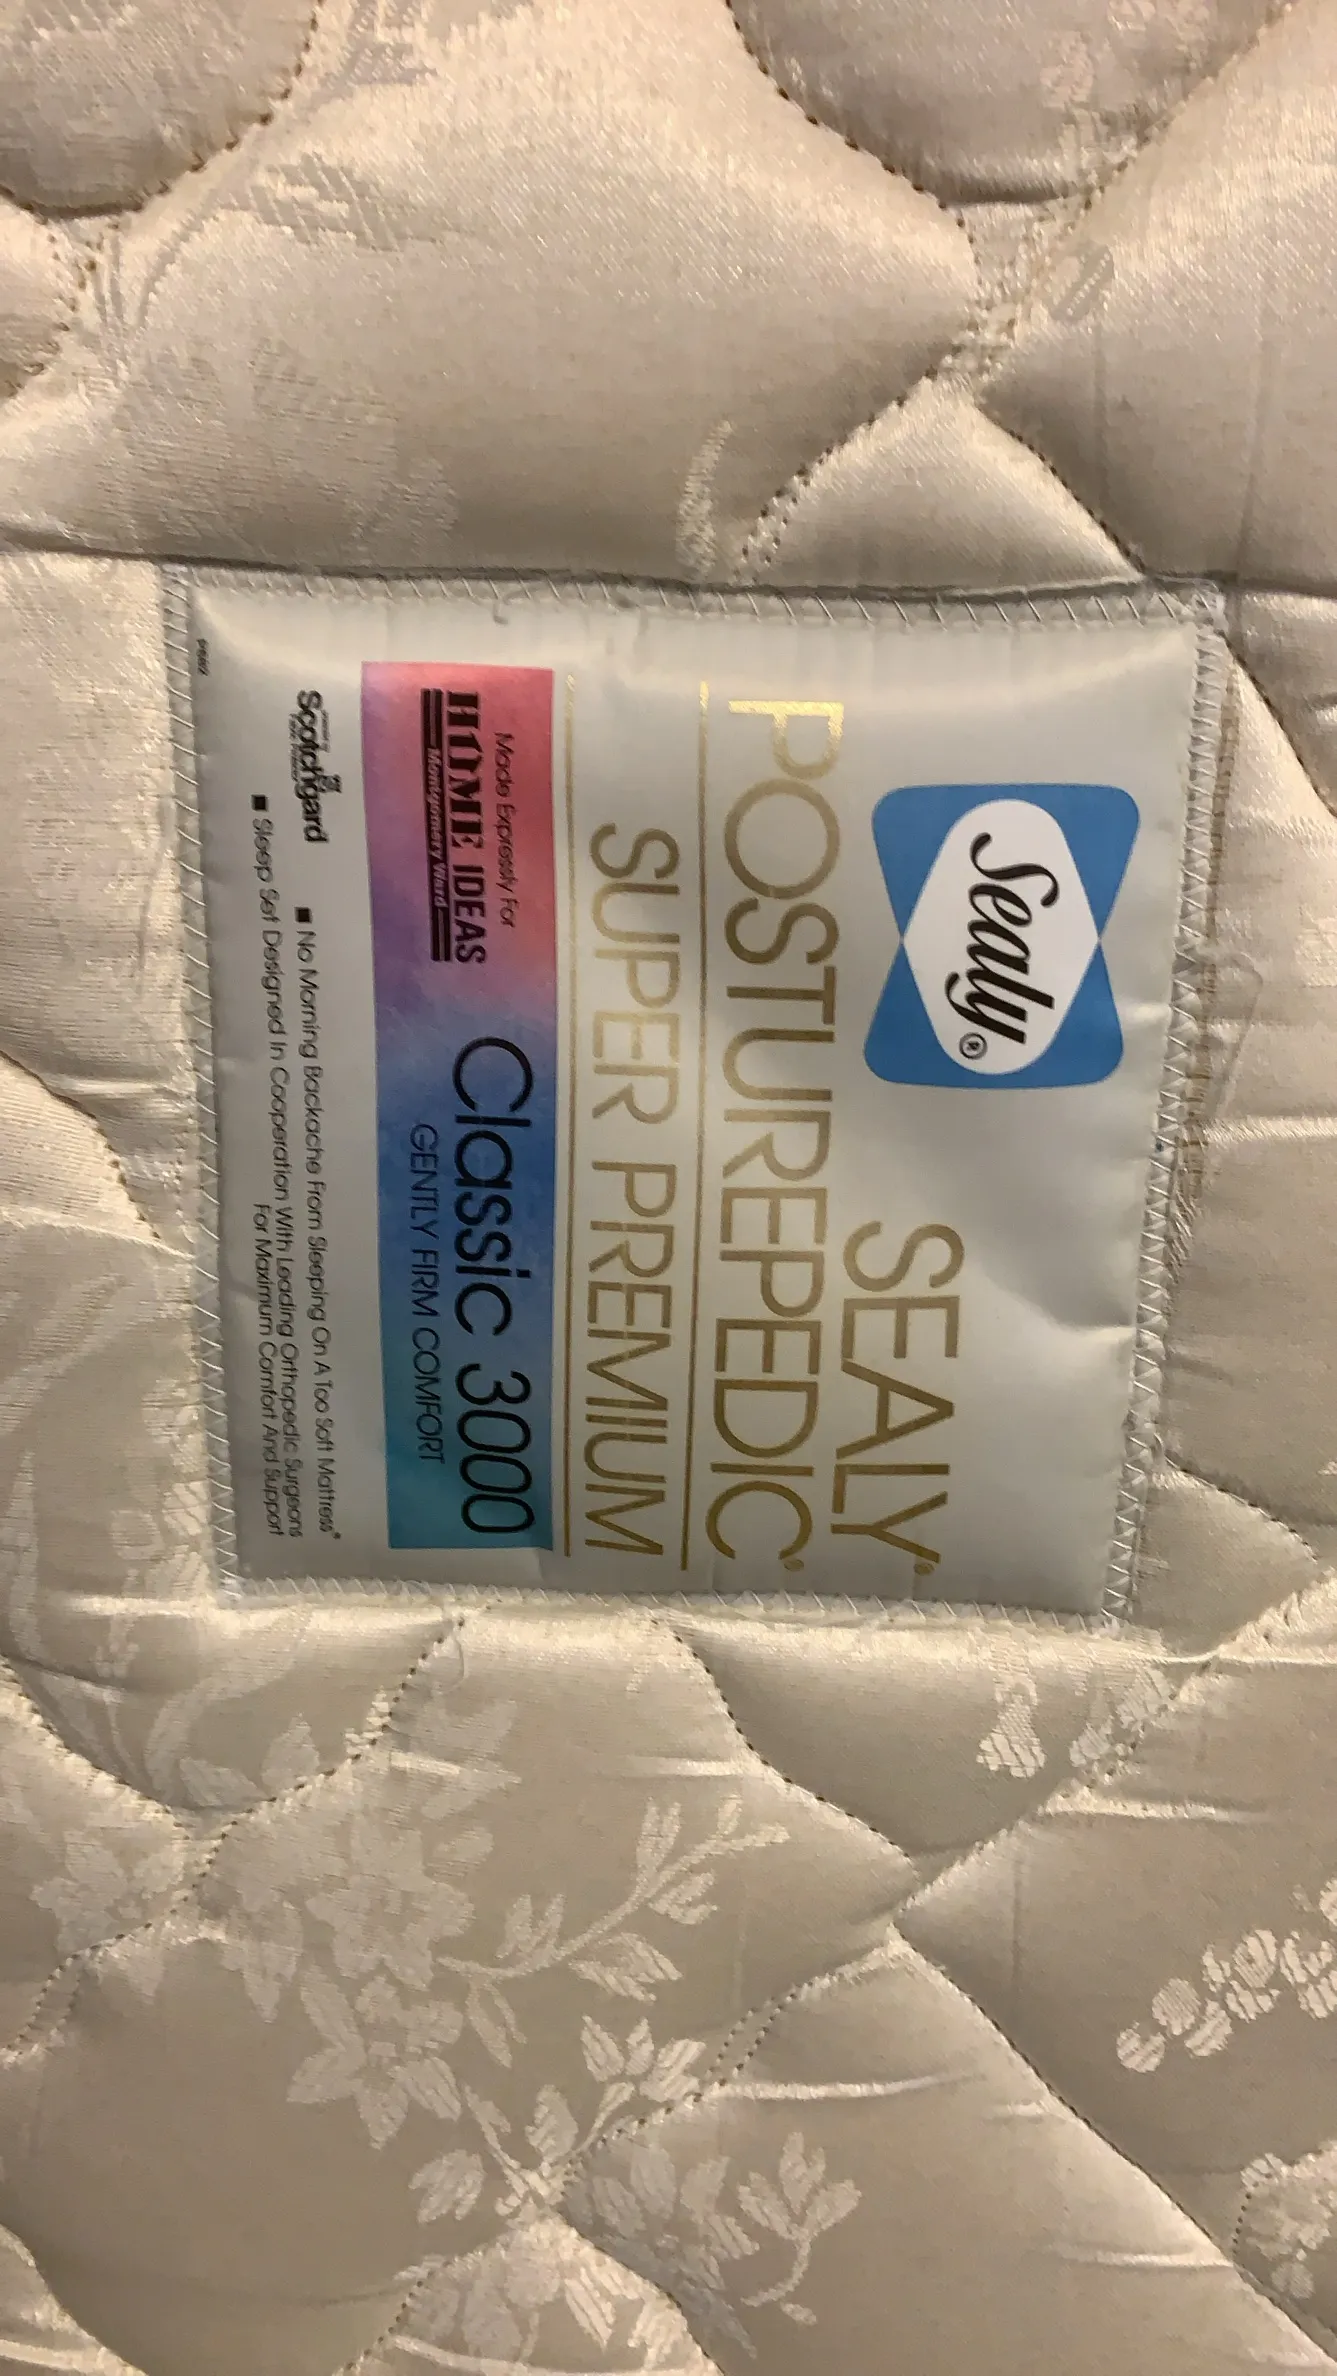 Sealy®
SEALY®
POSTUREPEDIC®
SUPER PREMIUM
Made Expressly For
HOME IDEAS
Montgomery Ward
Classic 3000
GENTLY FIRM COMFORT
Scotchgard
■ No Morning Backache From Sleeping On A Too Soft Mattress®
■ Sleep Set Designed In Cooperation With Leading Orthopedic Surgeons
For Maximum Comfort And Support